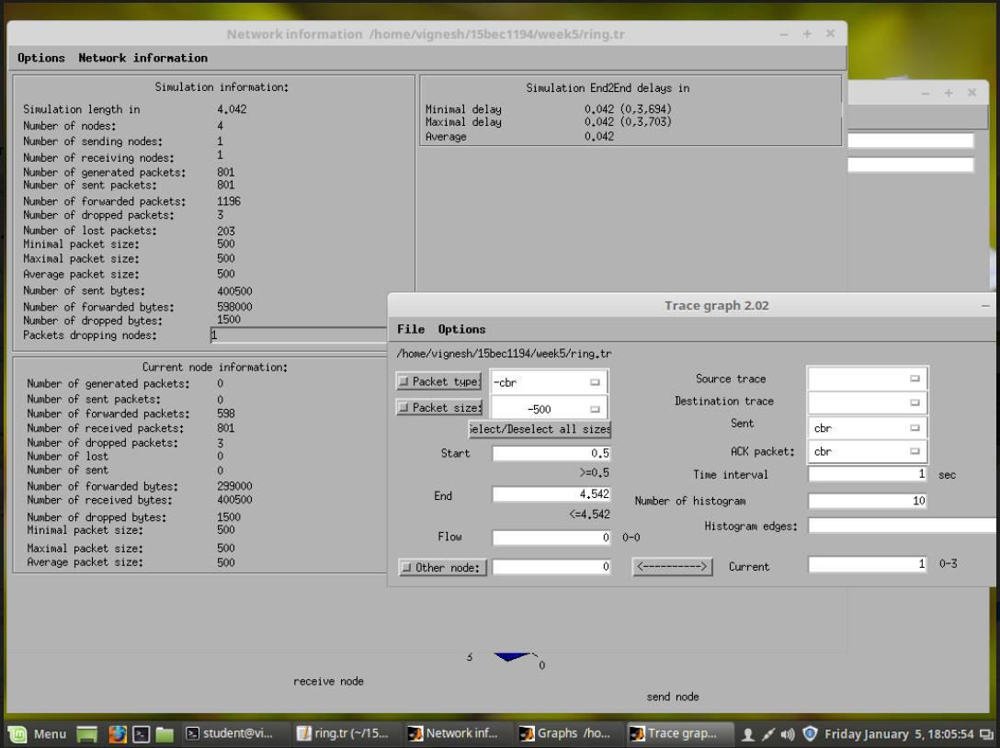 Network information /home/vignesh/15bec1194/week5/ring.tr
Options Network information
Simulation information:
Simulation length in 4.042
Number of nodes: 4
Number of sending nodes: 1
Number of receiving nodes: 1
Number of generated packets: 801
Number of sent packets: 801
Number of forwarded packets: 1196
Number of dropped packets: 3
Number of lost packets: 203
Minimal packet size: 500
Maximal packet size: 500
Average packet size: 500
Number of sent bytes: 400500
Number of forwarded bytes: 598000
Number of dropped bytes: 1500
Packets dropping nodes: 1
Simulation End2End delays in
Minimal delay 0.042 (0,3,694)
Maximal delay 0.042 (0,3,703)
Average 0.042
Current node information:
Number of generated packets: 0
Number of sent packets: 0
Number of forwarded packets: 598
Number of received packets: 801
Number of dropped packets: 3
Number of lost 0
Number of sent 0
Number of forwarded bytes: 299000
Number of received bytes: 400500
Number of dropped bytes: 1500
Minimal packet size: 500
Maximal packet size: 500
Average packet size: 500
Trace graph 2.02
File Options
/home/vignesh/15bec1194/week5/ring.tr
Packet type: -cbr
Packet size: -500
Select/Deselect all sizes
Start 0.5
>=0.5
End 4.542
<=4.542
Flow 0 0-0
Other node: 0
Source trace
Destination trace
Sent cbr
ACK packet: cbr
Time interval 1 sec
Number of histogram 10
Histogram edges:
<---------->
Current 1 0-3
3
0
receive node
send node
Menu
student@vi...
ring.tr (~/15...
Network inf...
Graphs /ho...
Trace grap...
Friday January 5, 18:05:54